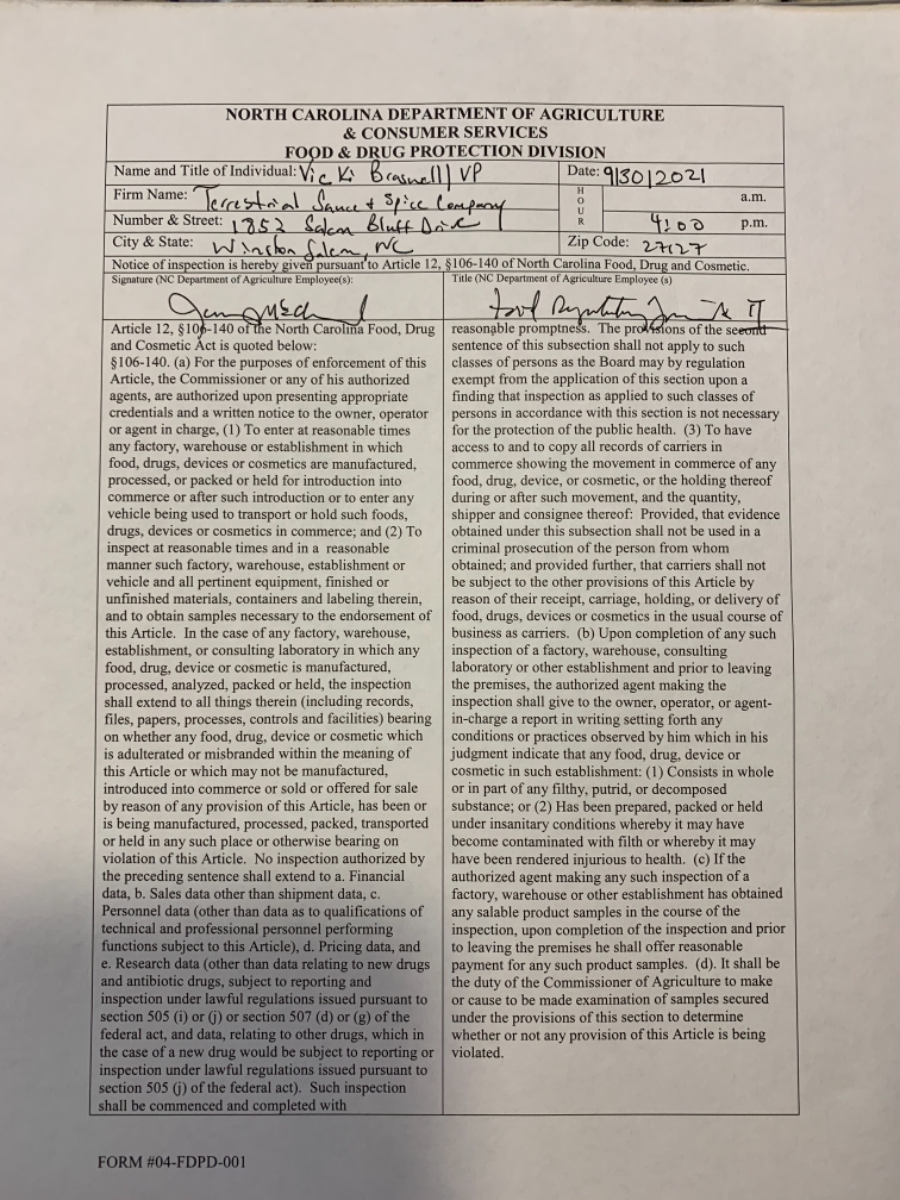 NORTH CAROLINA DEPARTMENT OF AGRICULTURE
& CONSUMER SERVICES
FOOD & DRUG PROTECTION DIVISION
Name and Title of Individual: Vicki Braswell / VP
Date: 9/30/2021
Firm Name: Terrestrial Sauce + Spice Company
HOUR
a.m.
Number & Street: 1852 Salem Bluff Drive
4:00 p.m.
City & State: Winston Salem, NC
Zip Code: 27127
Notice of inspection is hereby given pursuant to Article 12, §106-140 of North Carolina Food, Drug and Cosmetic.
Signature (NC Department of Agriculture Employee(s):
Title (NC Department of Agriculture Employee (s)
Food Regulatory II
Article 12, §106-140 of the North Carolina Food, Drug
and Cosmetic Act is quoted below:
§106-140. (a) For the purposes of enforcement of this
Article, the Commissioner or any of his authorized
agents, are authorized upon presenting appropriate
credentials and a written notice to the owner, operator
or agent in charge, (1) To enter at reasonable times
any factory, warehouse or establishment in which
food, drugs, devices or cosmetics are manufactured,
processed, or packed or held for introduction into
commerce or after such introduction or to enter any
vehicle being used to transport or hold such foods,
drugs, devices or cosmetics in commerce; and (2) To
inspect at reasonable times and in a reasonable
manner such factory, warehouse, establishment or
vehicle and all pertinent equipment, finished or
unfinished materials, containers and labeling therein,
and to obtain samples necessary to the endorsement of
this Article. In the case of any factory, warehouse,
establishment, or consulting laboratory in which any
food, drug, device or cosmetic is manufactured,
processed, analyzed, packed or held, the inspection
shall extend to all things therein (including records,
files, papers, processes, controls and facilities) bearing
on whether any food, drug, device or cosmetic which
is adulterated or misbranded within the meaning of
this Article or which may not be manufactured,
introduced into commerce or sold or offered for sale
by reason of any provision of this Article, has been or
is being manufactured, processed, packed, transported
or held in any such place or otherwise bearing on
violation of this Article. No inspection authorized by
the preceding sentence shall extend to a. Financial
data, b. Sales data other than shipment data, c.
Personnel data (other than data as to qualifications of
technical and professional personnel performing
functions subject to this Article), d. Pricing data, and
e. Research data (other than data relating to new drugs
and antibiotic drugs, subject to reporting and
inspection under lawful regulations issued pursuant to
section 505 (i) or (j) or section 507 (d) or (g) of the
federal act, and data, relating to other drugs, which in
the case of a new drug would be subject to reporting or
inspection under lawful regulations issued pursuant to
section 505 (j) of the federal act). Such inspection
shall be commenced and completed with
reasonable promptness. The provisions of the second
sentence of this subsection shall not apply to such
classes of persons as the Board may by regulation
exempt from the application of this section upon a
finding that inspection as applied to such classes of
persons in accordance with this section is not necessary
for the protection of the public health. (3) To have
access to and to copy all records of carriers in
commerce showing the movement in commerce of any
food, drug, device, or cosmetic, or the holding thereof
during or after such movement, and the quantity,
shipper and consignee thereof: Provided, that evidence
obtained under this subsection shall not be used in a
criminal prosecution of the person from whom
obtained; and provided further, that carriers shall not
be subject to the other provisions of this Article by
reason of their receipt, carriage, holding, or delivery of
food, drugs, devices or cosmetics in the usual course of
business as carriers. (b) Upon completion of any such
inspection of a factory, warehouse, consulting
laboratory or other establishment and prior to leaving
the premises, the authorized agent making the
inspection shall give to the owner, operator, or agent-
in-charge a report in writing setting forth any
conditions or practices observed by him which in his
judgment indicate that any food, drug, device or
cosmetic in such establishment: (1) Consists in whole
or in part of any filthy, putrid, or decomposed
substance; or (2) Has been prepared, packed or held
under insanitary conditions whereby it may have
become contaminated with filth or whereby it may
have been rendered injurious to health. (c) If the
authorized agent making any such inspection of a
factory, warehouse or other establishment has obtained
any salable product samples in the course of the
inspection, upon completion of the inspection and prior
to leaving the premises he shall offer reasonable
payment for any such product samples. (d). It shall be
the duty of the Commissioner of Agriculture to make
or cause to be made examination of samples secured
under the provisions of this section to determine
whether or not any provision of this Article is being
violated.
FORM #04-FDPD-001